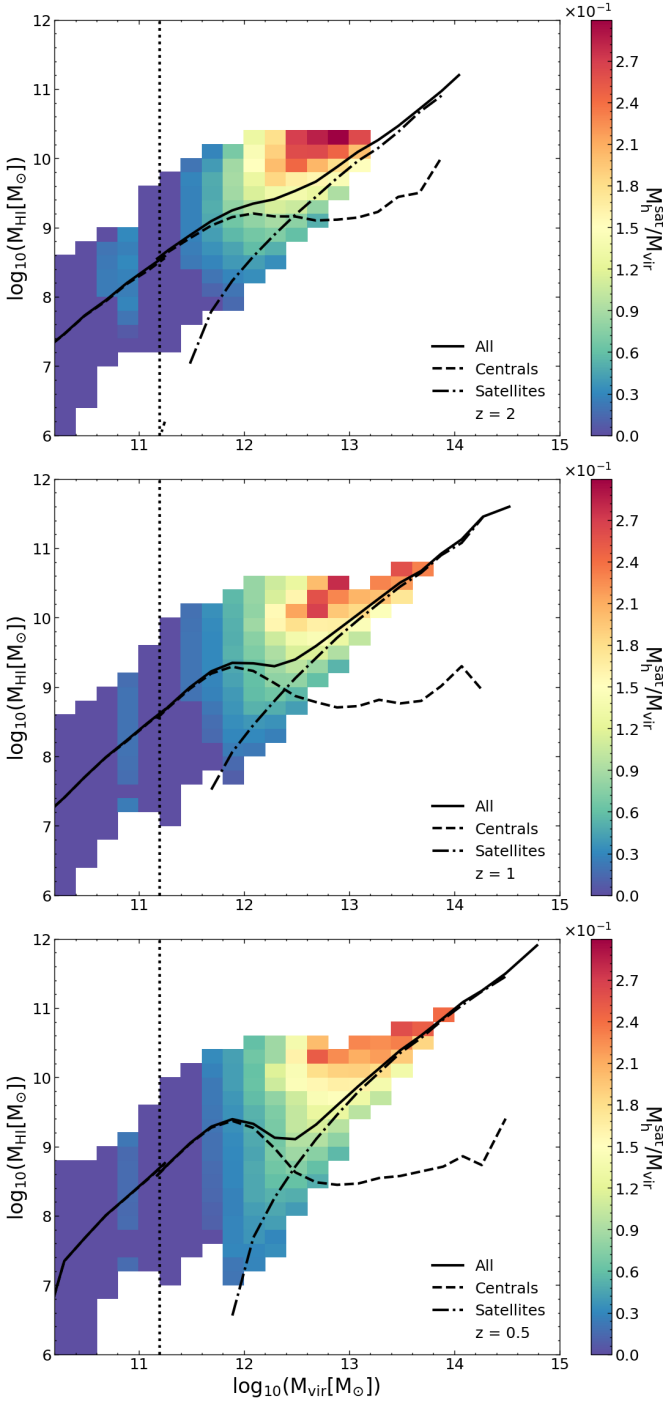 ×10⁻¹
12
11
10
9
8
7
6
log₁₀(M_HI[M_⊙])
11 12 13 14 15
All
Centrals
Satellites
z = 2
2.7
2.4
2.1
1.8
1.5
1.2
0.9
0.6
0.3
0.0
M_h^sat/M_vir
×10⁻¹
12
11
10
9
8
7
6
log₁₀(M_HI[M_⊙])
11 12 13 14 15
All
Centrals
Satellites
z = 1
2.7
2.4
2.1
1.8
1.5
1.2
0.9
0.6
0.3
0.0
M_h^sat/M_vir
×10⁻¹
12
11
10
9
8
7
6
log₁₀(M_HI[M_⊙])
11 12 13 14 15
log₁₀(M_vir[M_⊙])
All
Centrals
Satellites
z = 0.5
2.7
2.4
2.1
1.8
1.5
1.2
0.9
0.6
0.3
0.0
M_h^sat/M_vir